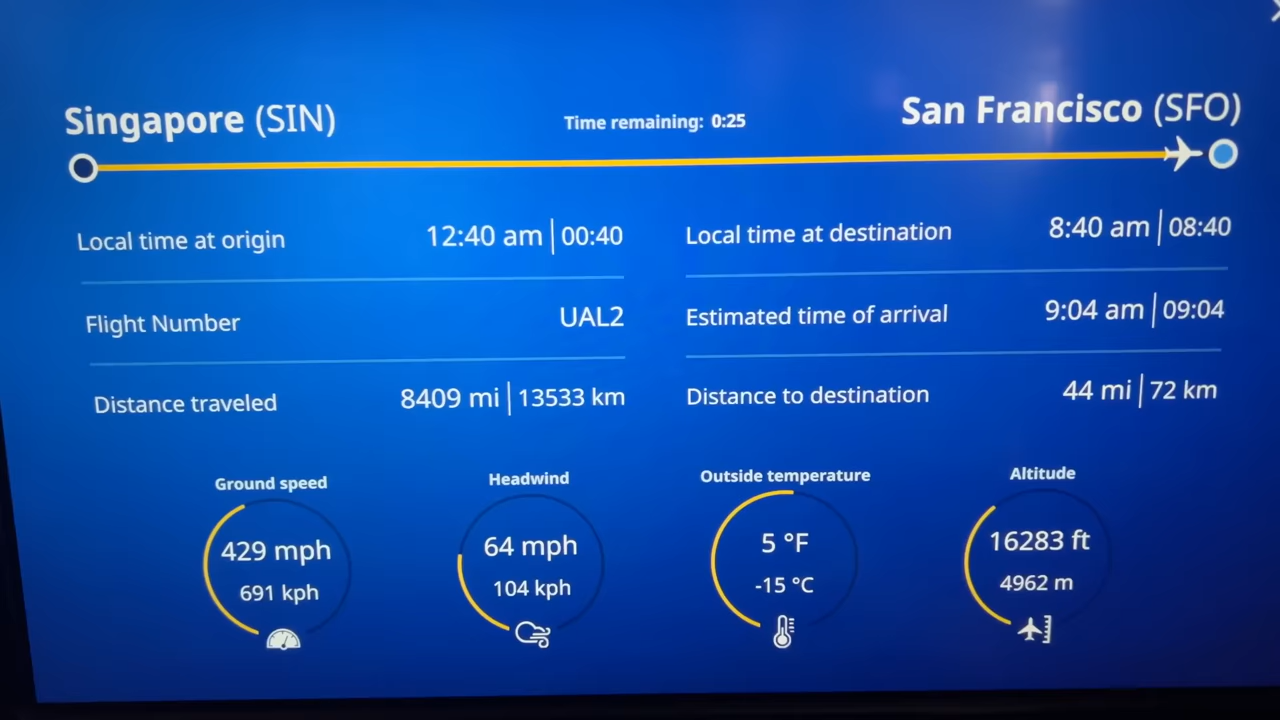 Singapore (SIN)
Time remaining: 0:25
San Francisco (SFO)
Local time at origin 12:40 am | 00:40
Local time at destination 8:40 am | 08:40
Flight Number UAL2
Estimated time of arrival 9:04 am | 09:04
Distance traveled 8409 mi | 13533 km
Distance to destination 44 mi | 72 km
Ground speed
429 mph
691 kph
Headwind
64 mph
104 kph
Outside temperature
5 °F
-15 °C
Altitude
16283 ft
4962 m